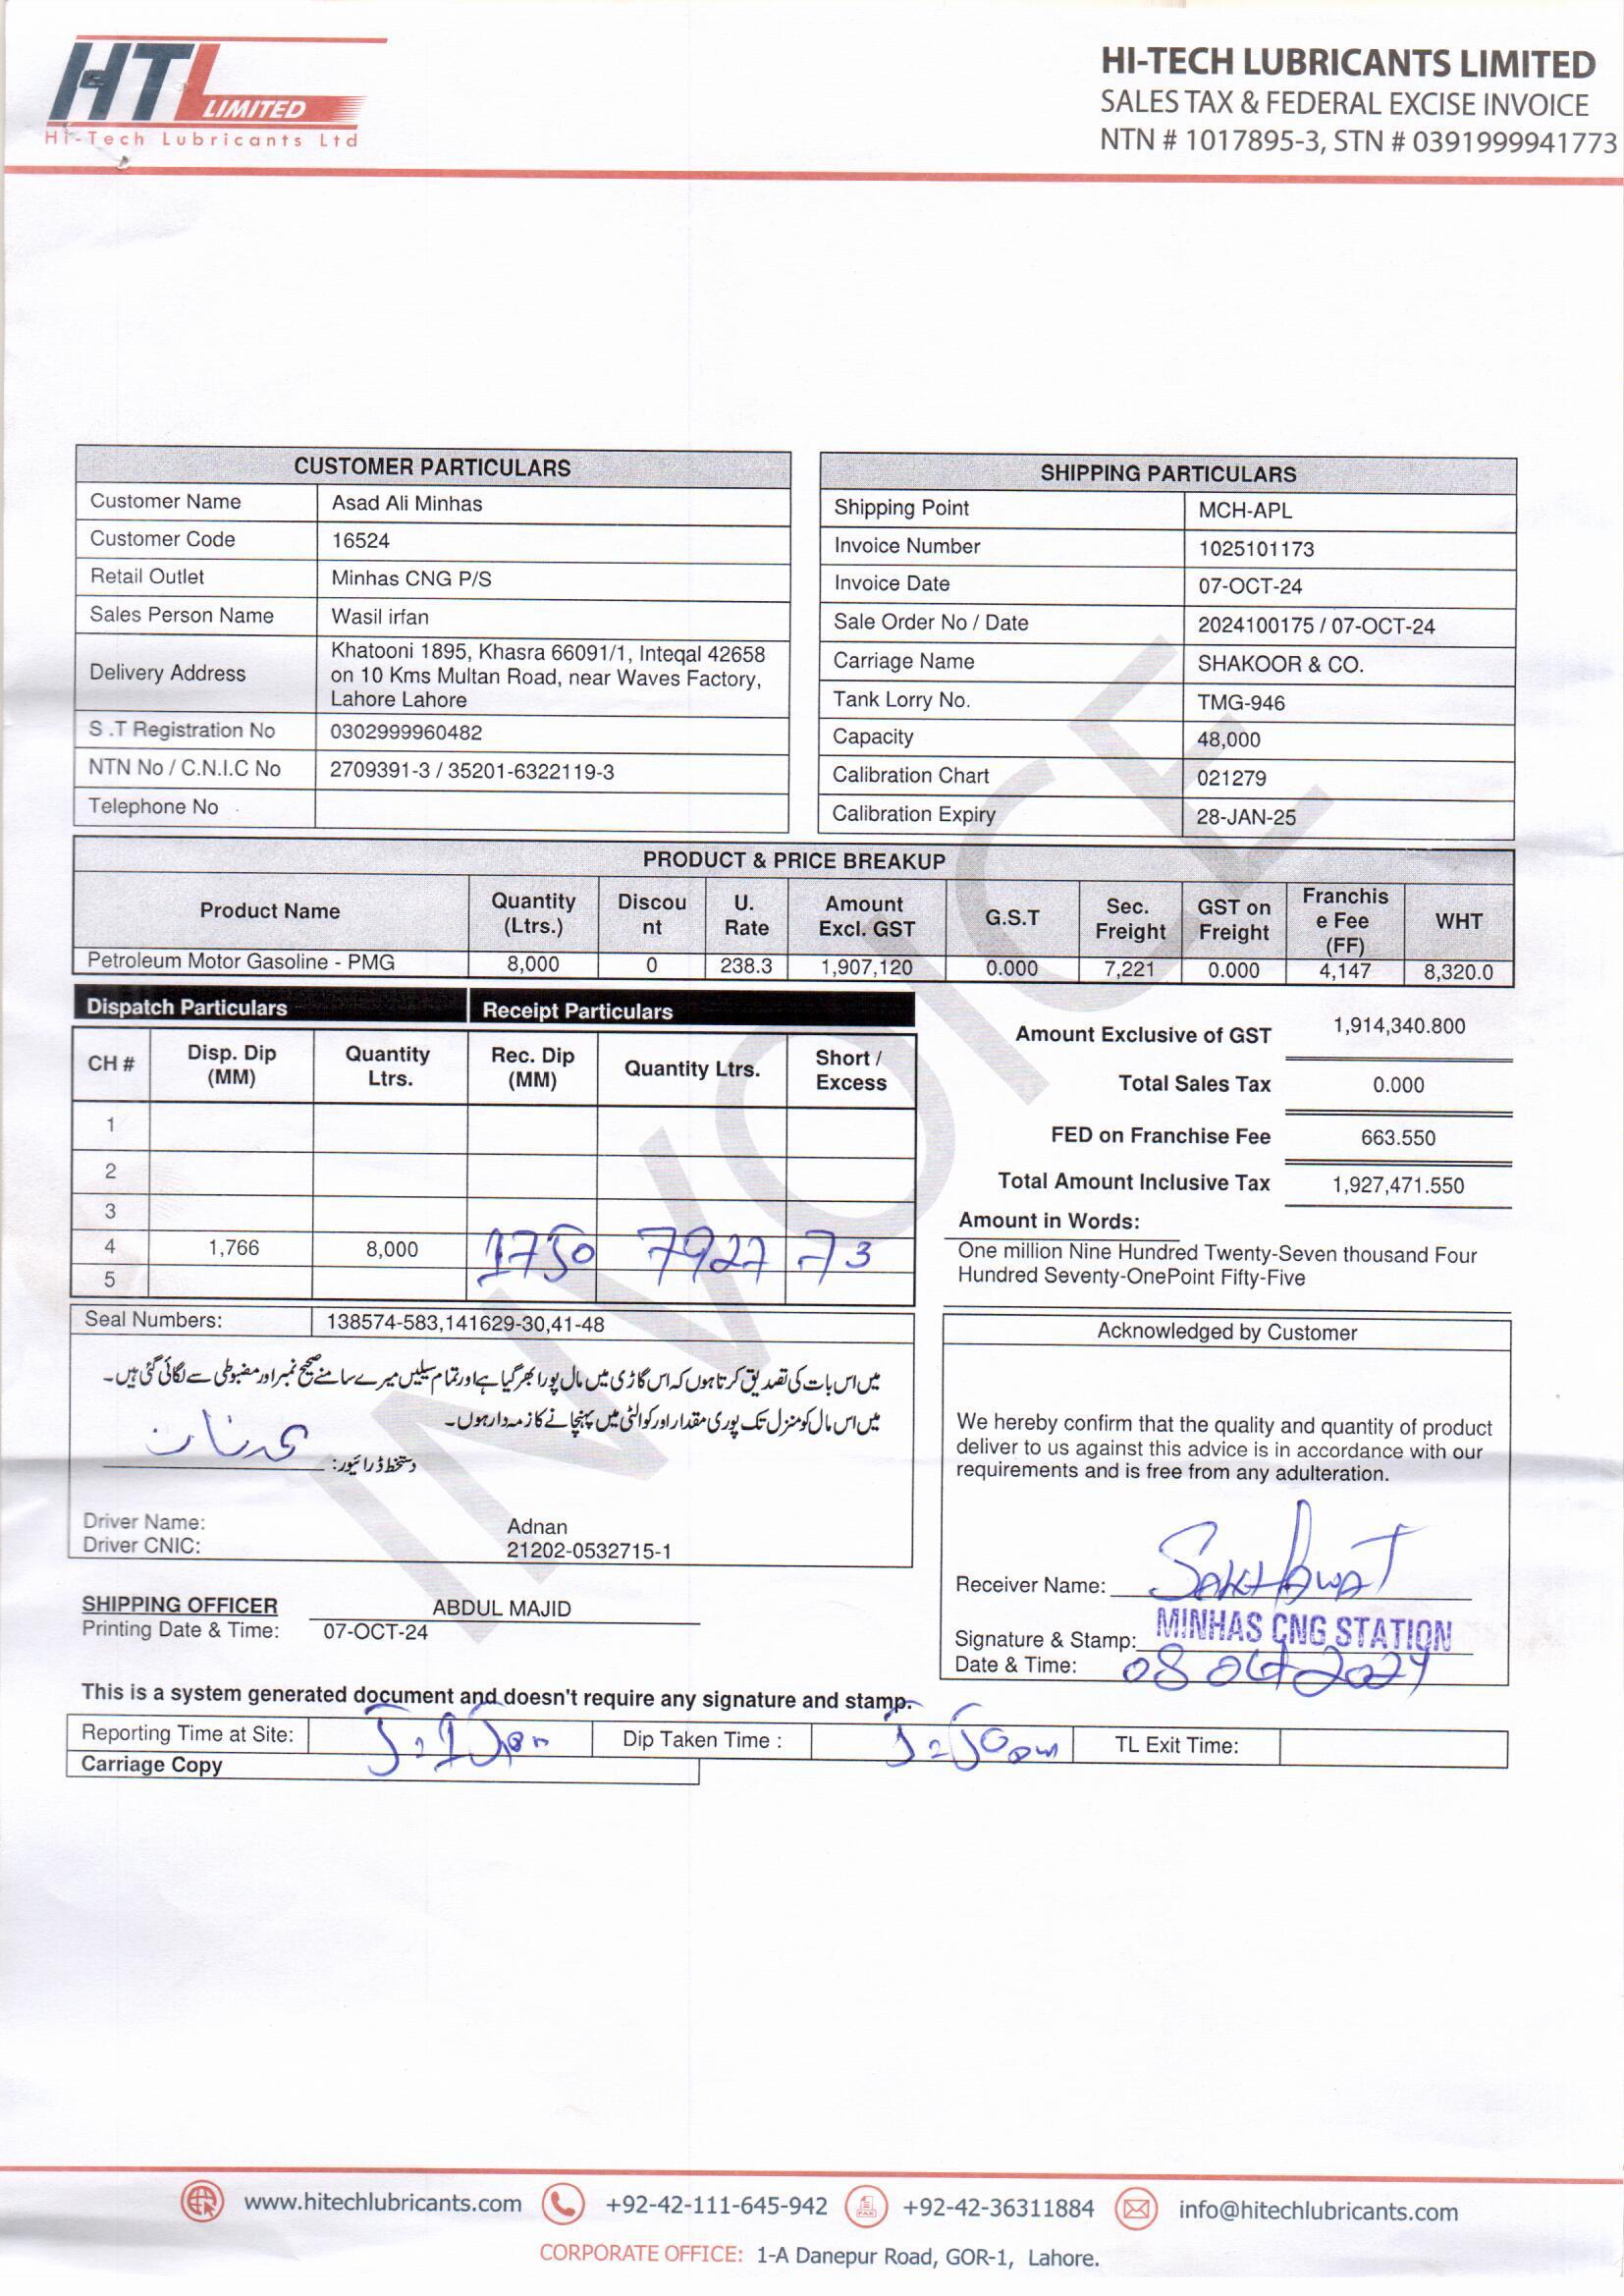 HTL LIMITED
Hi-Tech Lubricants Ltd
HI-TECH LUBRICANTS LIMITED
SALES TAX & FEDERAL EXCISE INVOICE
NTN # 1017895-3, STN # 0391999941773
CUSTOMER PARTICULARS
Customer Name Asad Ali Minhas
Customer Code 16524
Retail Outlet Minhas CNG P/S
Sales Person Name Wasil irfan
Delivery Address Khatooni 1895, Khasra 66091/1, Inteqal 42658
on 10 Kms Multan Road, near Waves Factory,
Lahore Lahore
S .T Registration No 0302999960482
NTN No / C.N.I.C No 2709391-3 / 35201-6322119-3
Telephone No
SHIPPING PARTICULARS
Shipping Point MCH-APL
Invoice Number 1025101173
Invoice Date 07-OCT-24
Sale Order No / Date 2024100175 / 07-OCT-24
Carriage Name SHAKOOR & CO.
Tank Lorry No. TMG-946
Capacity 48,000
Calibration Chart 021279
Calibration Expiry 28-JAN-25
INVOICE
PRODUCT & PRICE BREAKUP
Product Name Quantity (Ltrs.) Discount U. Rate Amount Excl. GST G.S.T Sec. Freight GST on Freight Franchise Fee (FF) WHT
Petroleum Motor Gasoline - PMG 8,000 0 238.3 1,907,120 0.000 7,221 0.000 4,147 8,320.0
Dispatch Particulars Receipt Particulars
CH # Disp. Dip (MM) Quantity Ltrs. Rec. Dip (MM) Quantity Ltrs. Short / Excess
1
2
3
4 1,766 8,000 1750 7927 73
5
Amount Exclusive of GST 1,914,340.800
Total Sales Tax 0.000
FED on Franchise Fee 663.550
Total Amount Inclusive Tax 1,927,471.550
Amount in Words:
One million Nine Hundred Twenty-Seven thousand Four
Hundred Seventy-OnePoint Fifty-Five
Seal Numbers: 138574-583,141629-30,41-48
میں اس بات کی تصدیق کرتا ہوں کہ اس گاڑی میں مال پورا بھر گیا ہے اور تمام سیلیں میرے سامنے صحیح نمبر اور مضبوطی سے لگائی گئی ہیں۔
میں اس مال کو منزل تک پوری مقدار اور کوالٹی میں پہنچانے کا زمہ دار ہوں۔
دستخط ڈرائیور: عدنان
Driver Name: Adnan
Driver CNIC: 21202-0532715-1
Acknowledged by Customer
We hereby confirm that the quality and quantity of product
deliver to us against this advice is in accordance with our
requirements and is free from any adulteration.
Receiver Name: SAKHAWAT
Signature & Stamp: MINHAS CNG STATION
Date & Time: 08 Oct 2024
SHIPPING OFFICER ABDUL MAJID
Printing Date & Time: 07-OCT-24
This is a system generated document and doesn't require any signature and stamp.
Reporting Time at Site: Dip Taken Time : TL Exit Time:
Carriage Copy
www.hitechlubricants.com +92-42-111-645-942 FAX +92-42-36311884 info@hitechlubricants.com
CORPORATE OFFICE: 1-A Danepur Road, GOR-1, Lahore.